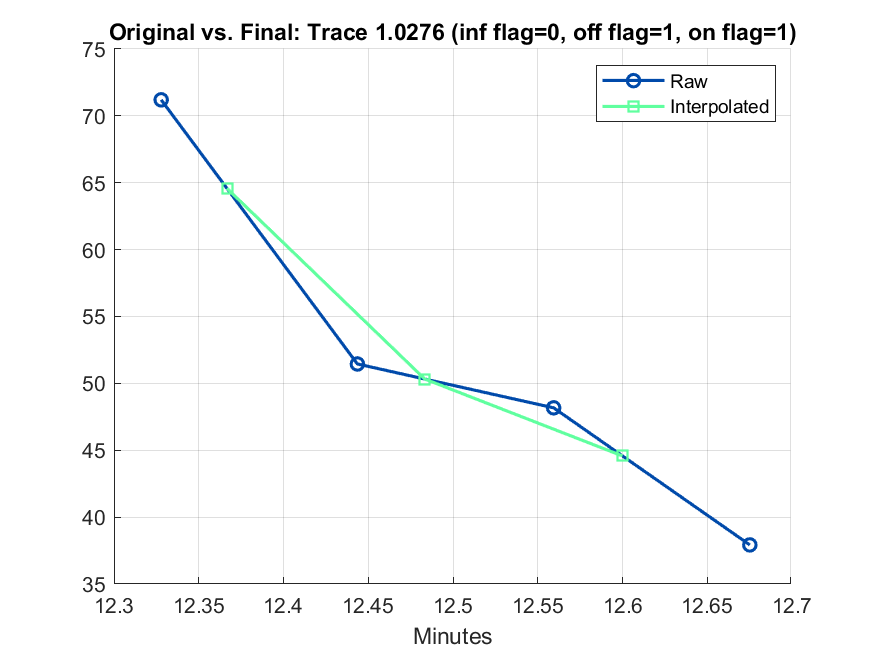 Original vs. Final: Trace 1.0276 (inf flag=0, off flag=1, on flag=1)
75
70
65
60
55
50
45
40
35
Raw
Interpolated
12.3 12.35 12.4 12.45 12.5 12.55 12.6 12.65 12.7
Minutes